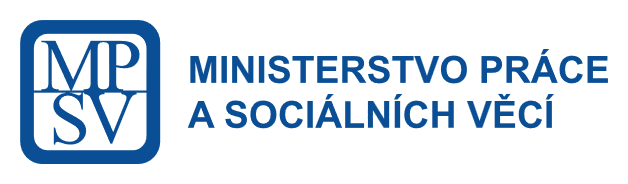 MP
SV
MINISTERSTVO PRÁCE
A SOCIÁLNÍCH VĚCÍ